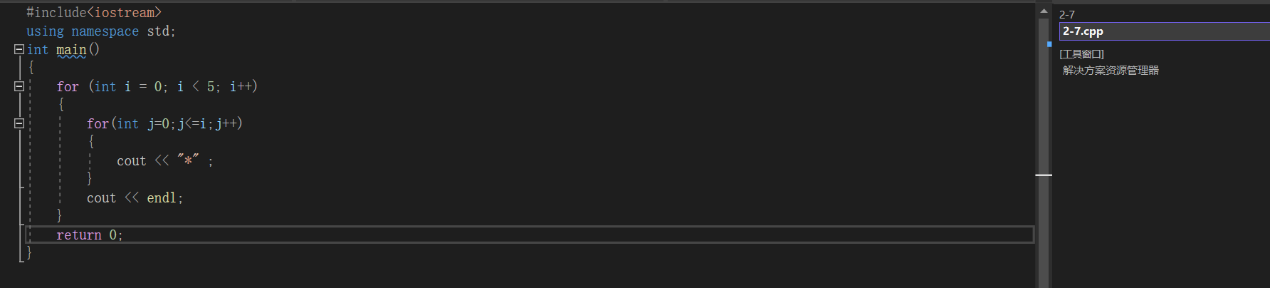 #include<iostream>
using namespace std;
int main()
{
for (int i = 0; i < 5; i++)
{
for(int j=0;j<=i;j++)
{
cout << "*" ;
}
cout << endl;
}
return 0;
}
2-7
2-7.cpp
[工具窗口]
解决方案资源管理器